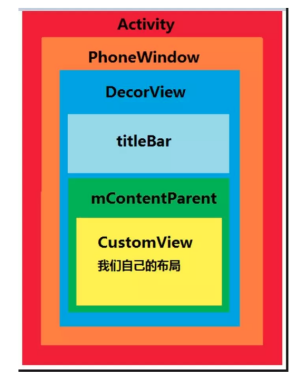 Activity
PhoneWindow
DecorView
titleBar
mContentParent
CustomView
我们自己的布局